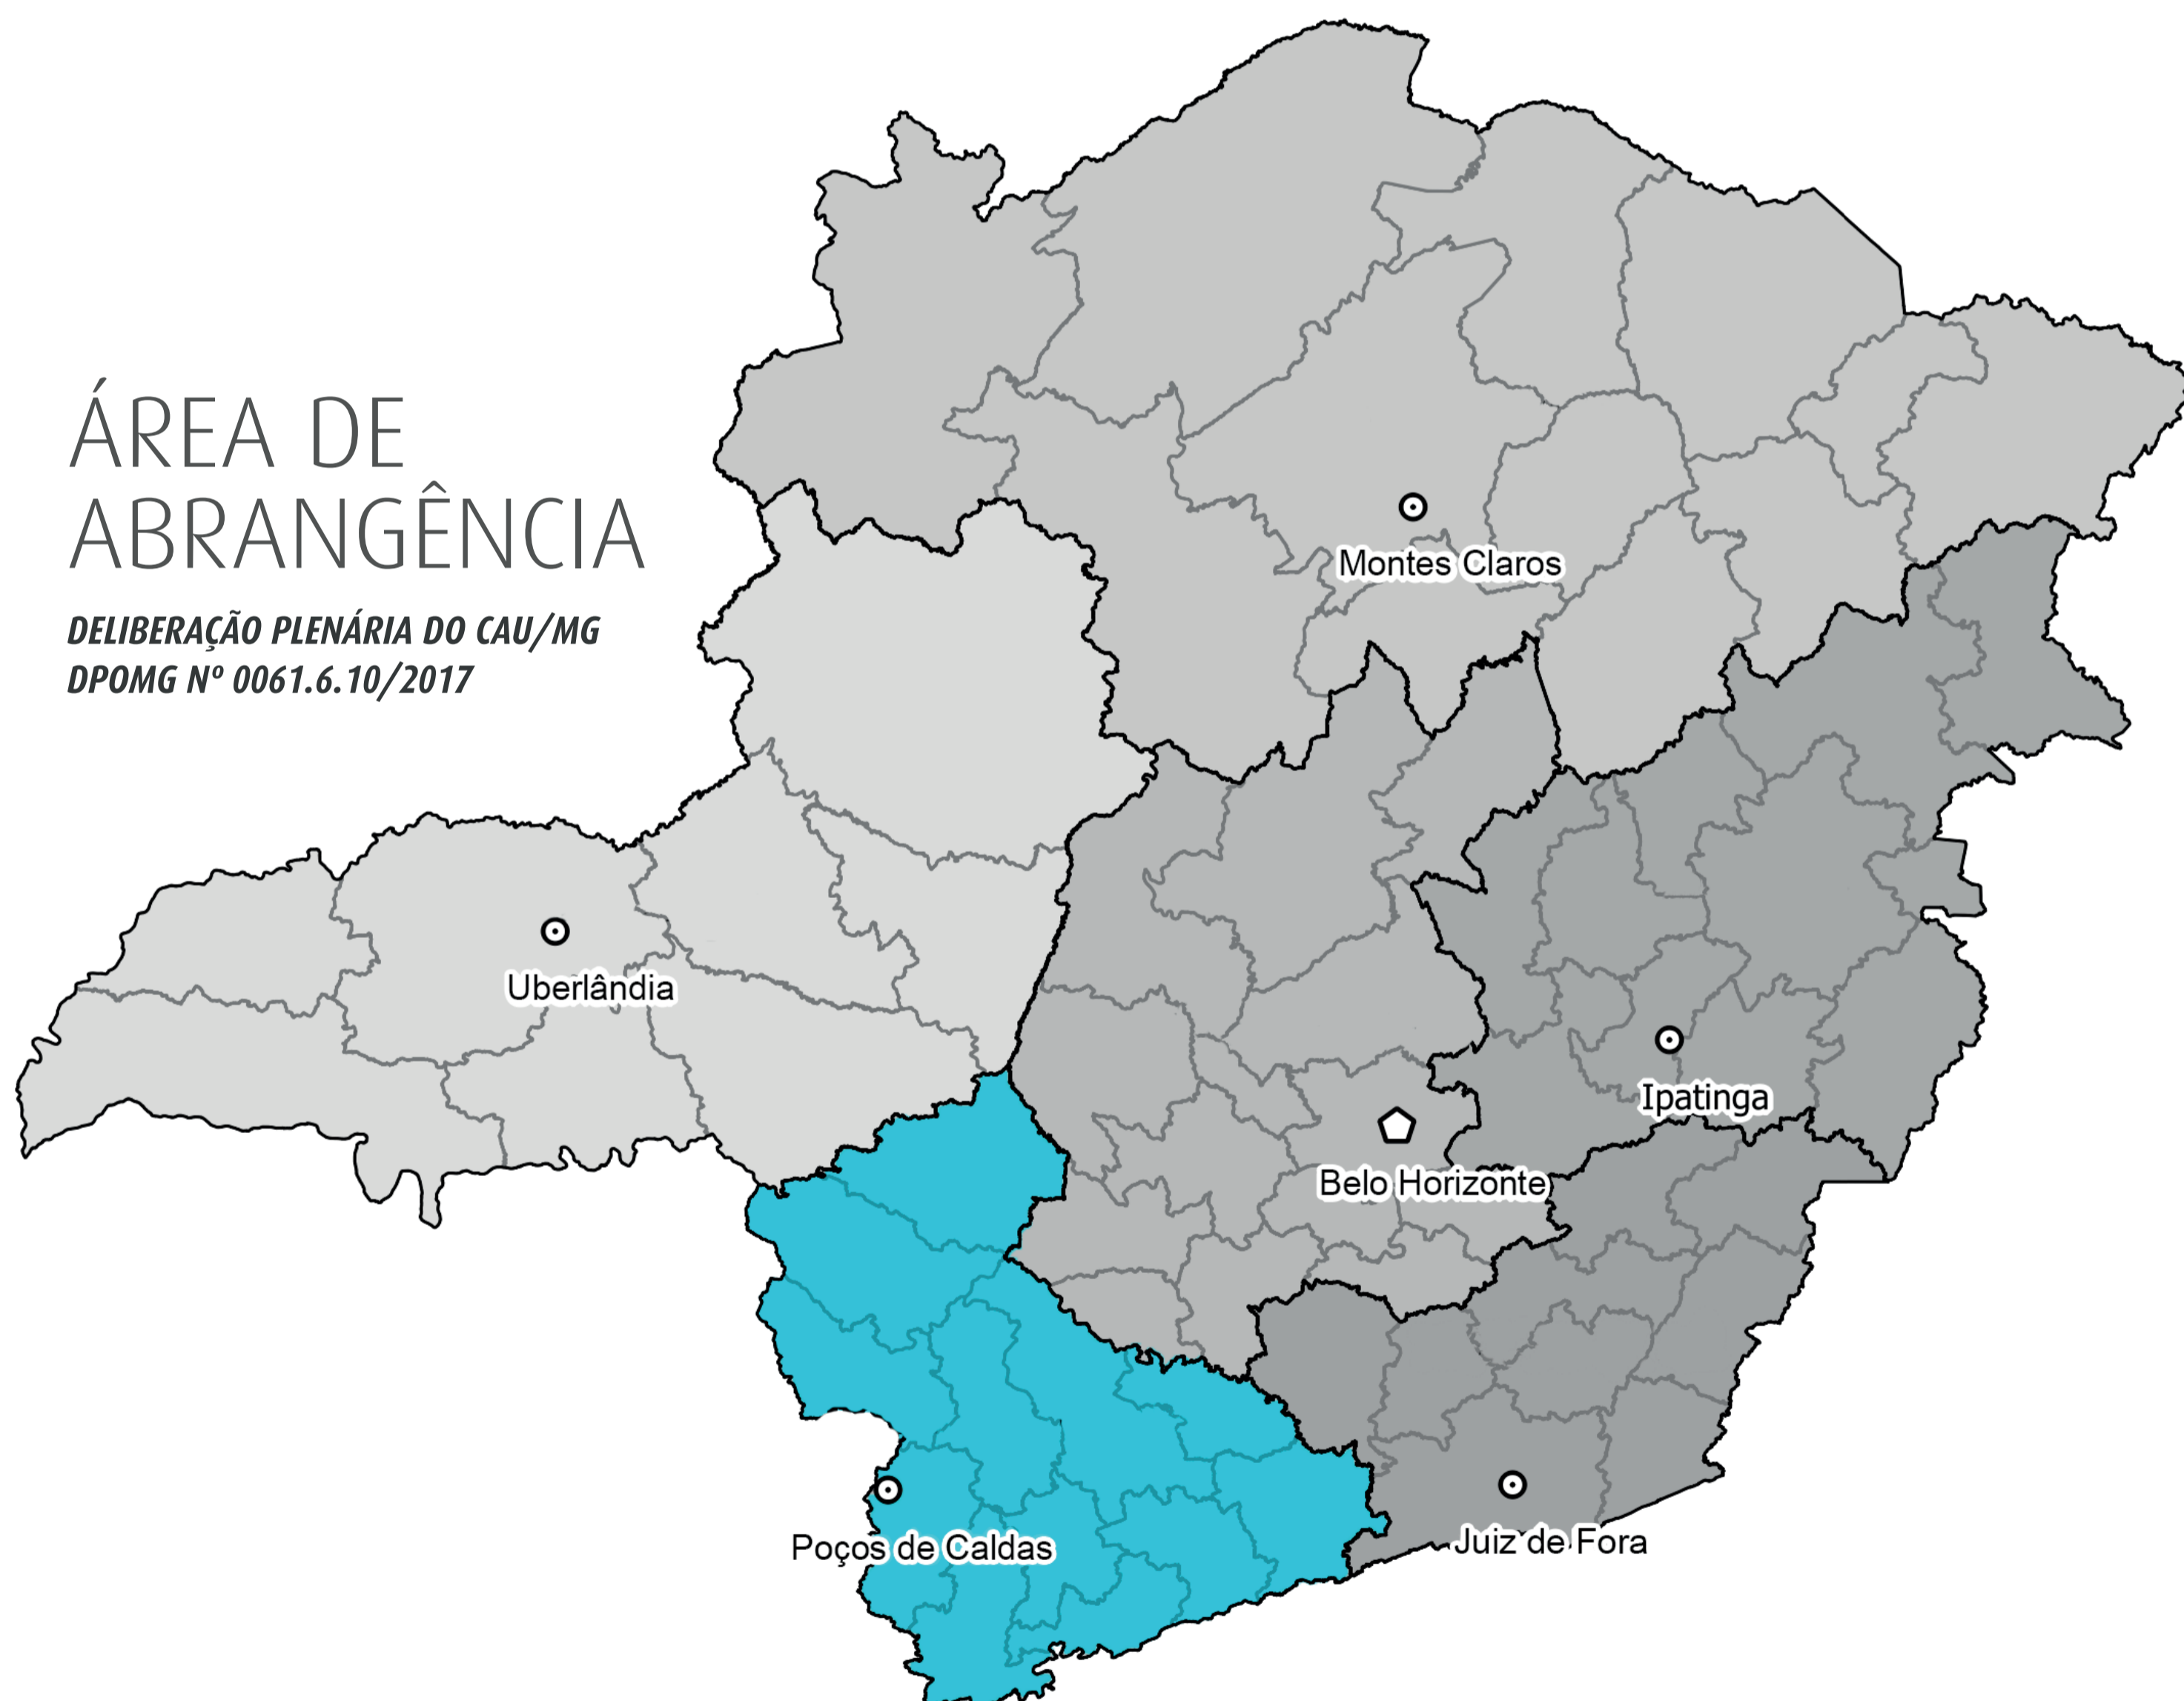 ÁREA DE
ABRANGÊNCIA
DELIBERAÇÃO PLENÁRIA DO CAU/MG
DPOMG Nº 0061.6.10/2017
Montes Claros
Uberlândia
Ipatinga
Belo Horizonte
Poços de Caldas
Juiz de Fora